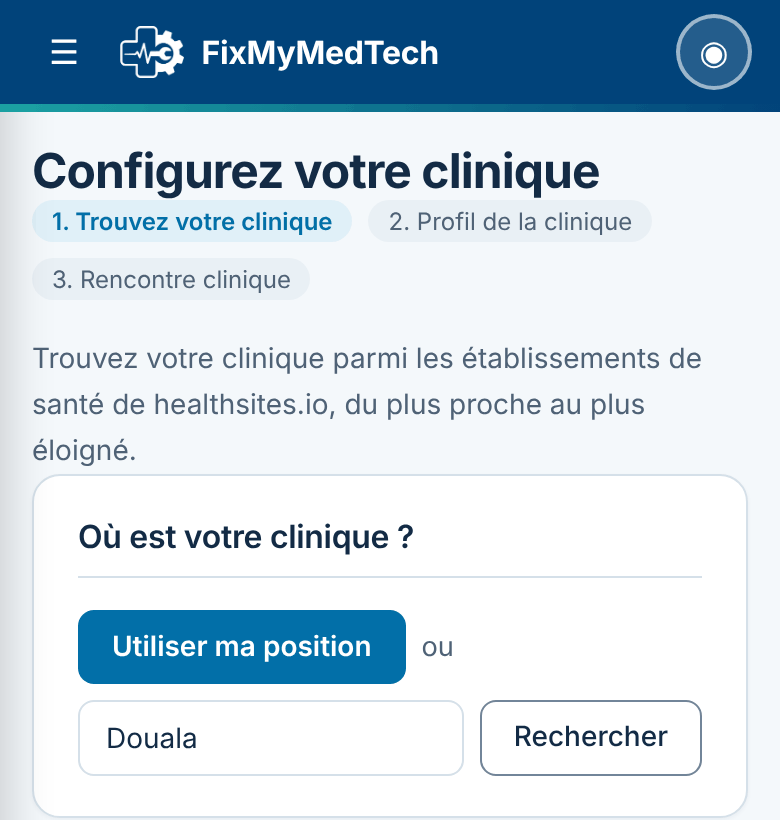 FixMyMedTech
Configurez votre clinique
1. Trouvez votre clinique
2. Profil de la clinique
3. Rencontre clinique
Trouvez votre clinique parmi les établissements de
santé de healthsites.io, du plus proche au plus
éloigné.
Où est votre clinique ?
Utiliser ma position
ou
Douala
Rechercher